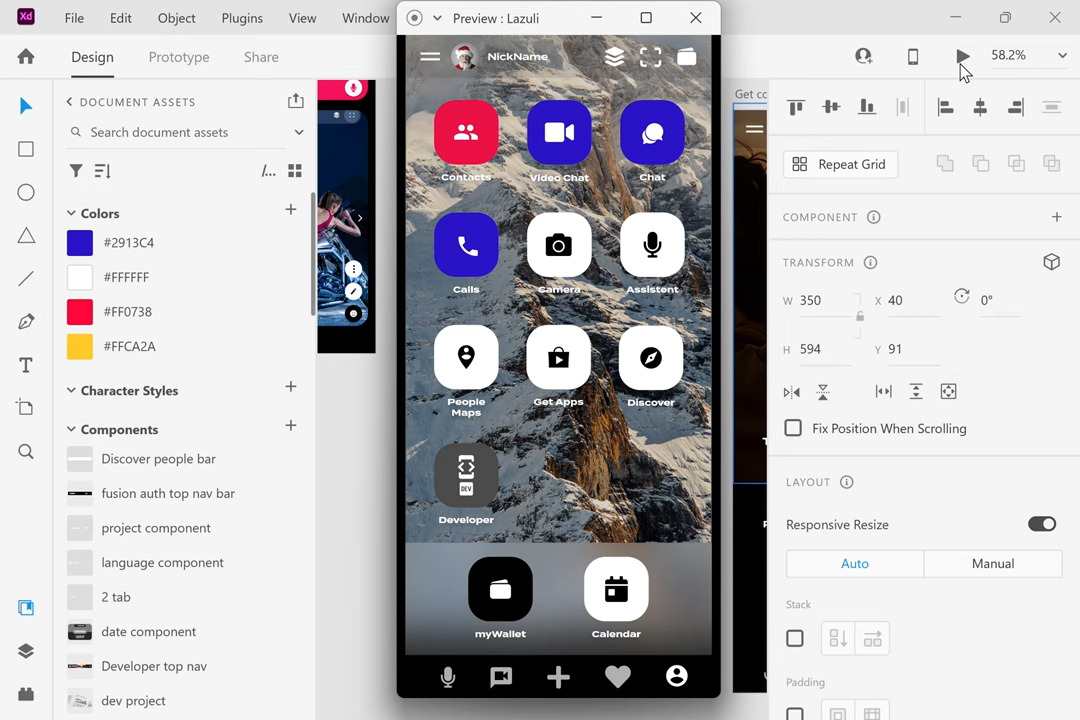 Xd
File Edit Object Plugins View Window
Preview : Lazuli
Design Prototype Share
58.2%
DOCUMENT ASSETS
Search document assets
/...
Colors
#2913C4
#FFFFFF
#FF0738
#FFCA2A
Character Styles
Components
Discover people bar
fusion auth top nav bar
project component
language component
2 tab
date component
Developer top nav
dev project
NickName
Contacts Video Chat Chat
Calls Camera Assistent
People Maps Get Apps Discover
DEV
Developer
myWallet Calendar
Get co
Repeat Grid
COMPONENT
TRANSFORM
W 350 X 40 0°
H 594 Y 91
Fix Position When Scrolling
LAYOUT
Responsive Resize
Auto Manual
Stack
Padding